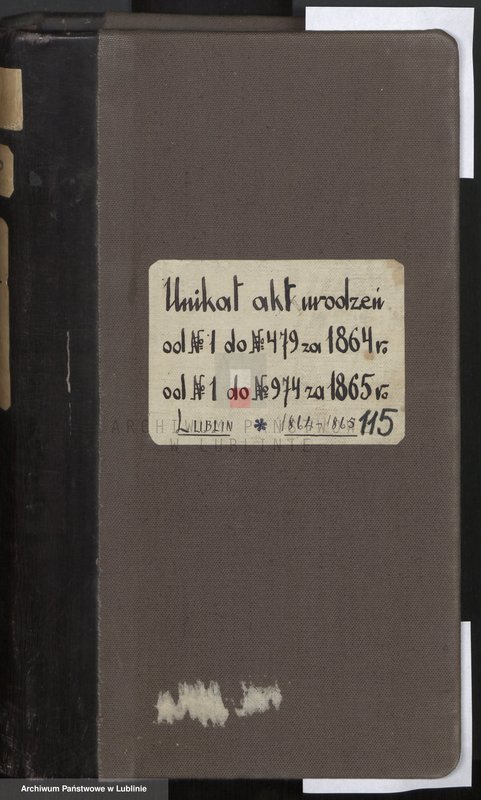 Unikat akt urodzeń
od № 1 do № 479 za 1864 r.
od № 1 do № 974 za 1865 r.
Lublin * 1864-1865 115
ARCHIWUM PAŃSTWOWE
W LUBLINIE
Archiwum Państwowe w Lublinie